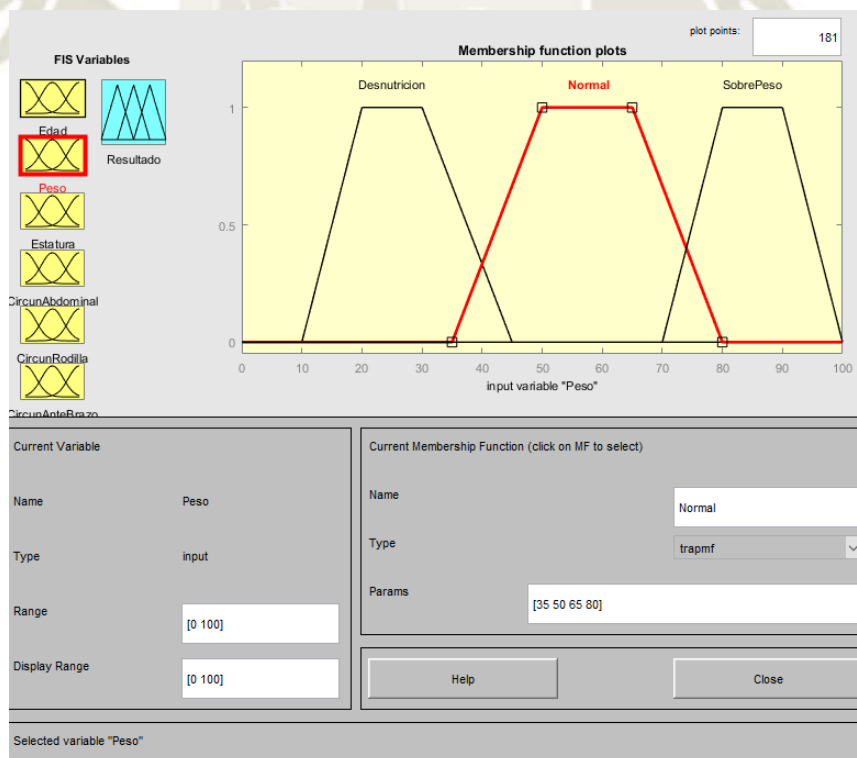 plot points:
181
FIS Variables
Membership function plots
Edad
Peso
Estatura
CircunAbdominal
CircunRodilla
CircunAnteBrazo
Resultado
Desnutricion
Normal
SobrePeso
1
0.5
0
0 10 20 30 40 50 60 70 80 90 100
input variable "Peso"
Current Variable
Name Peso
Type input
Range [0 100]
Display Range [0 100]
Current Membership Function (click on MF to select)
Name Normal
Type trapmf
Params [35 50 65 80]
Help
Close
Selected variable "Peso"